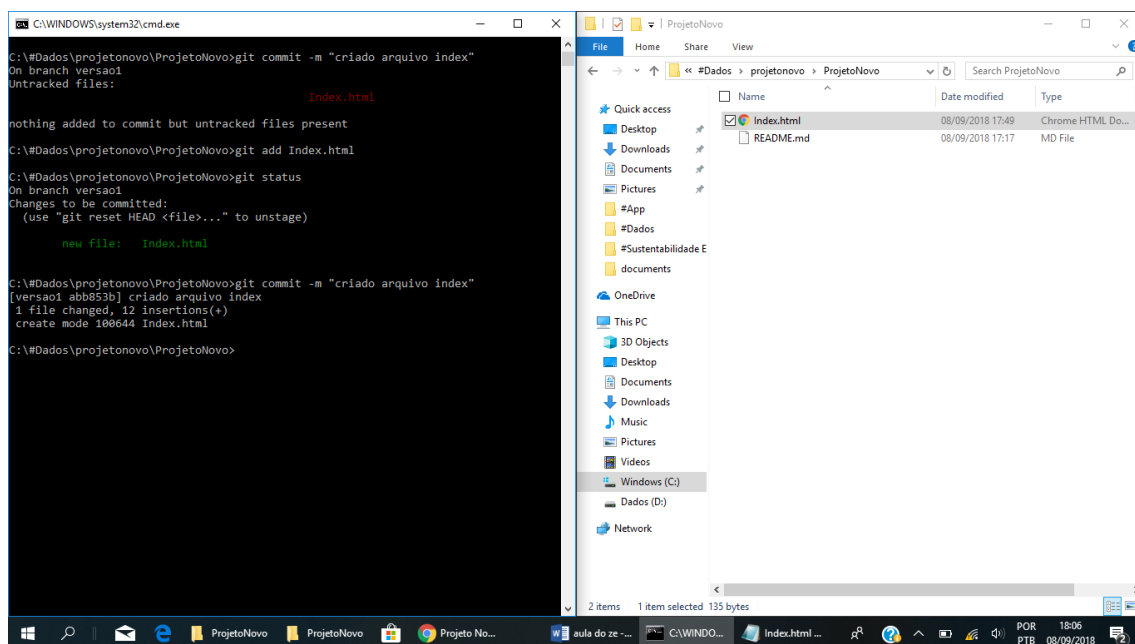 C:\WINDOWS\system32\cmd.exe
C:\#Dados\projetonovo\ProjetoNovo>git commit -m "criado arquivo index"
On branch versao1
Untracked files:
Index.html
nothing added to commit but untracked files present
C:\#Dados\projetonovo\ProjetoNovo>git add Index.html
C:\#Dados\projetonovo\ProjetoNovo>git status
On branch versao1
Changes to be committed:
(use "git reset HEAD <file>..." to unstage)
new file:   Index.html
C:\#Dados\projetonovo\ProjetoNovo>git commit -m "criado arquivo index"
[versao1 abb853b] criado arquivo index
1 file changed, 12 insertions(+)
create mode 100644 Index.html
C:\#Dados\projetonovo\ProjetoNovo>
ProjetoNovo
File Home Share View
« #Dados > projetonovo > ProjetoNovo
Search ProjetoNovo
Name Date modified Type
Index.html 08/09/2018 17:49 Chrome HTML Do...
README.md 08/09/2018 17:17 MD File
Quick access
Desktop
Downloads
Documents
Pictures
#App
#Dados
#Sustentabilidade E
documents
OneDrive
This PC
3D Objects
Desktop
Documents
Downloads
Music
Pictures
Videos
Windows (C:)
Dados (D:)
Network
2 items 1 item selected 135 bytes
ProjetoNovo
ProjetoNovo
Projeto No...
aula do ze -...
C:\WINDO...
Index.html ...
POR
PTB
18:06
08/09/2018